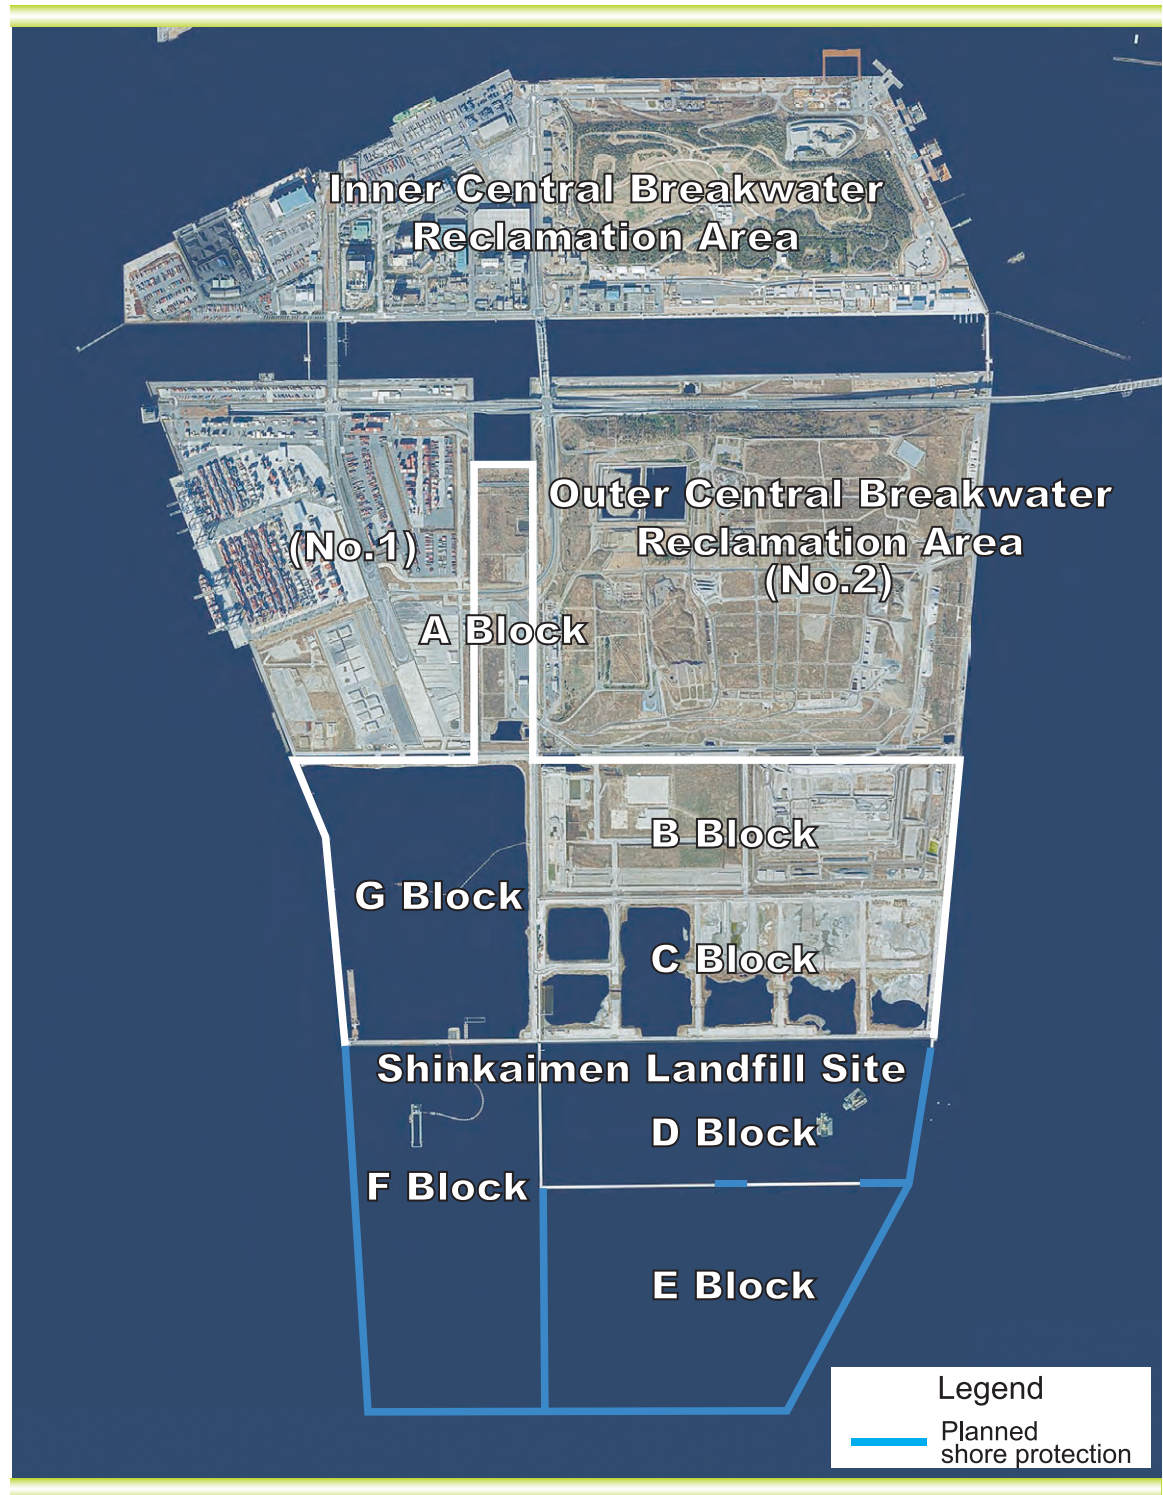 Inner Central Breakwater
Reclamation Area
Outer Central Breakwater
Reclamation Area
(No.2)
(No.1)
A Block
B Block
G Block
C Block
Shinkaimen Landfill Site
D Block
F Block
E Block
Legend
Planned
shore protection